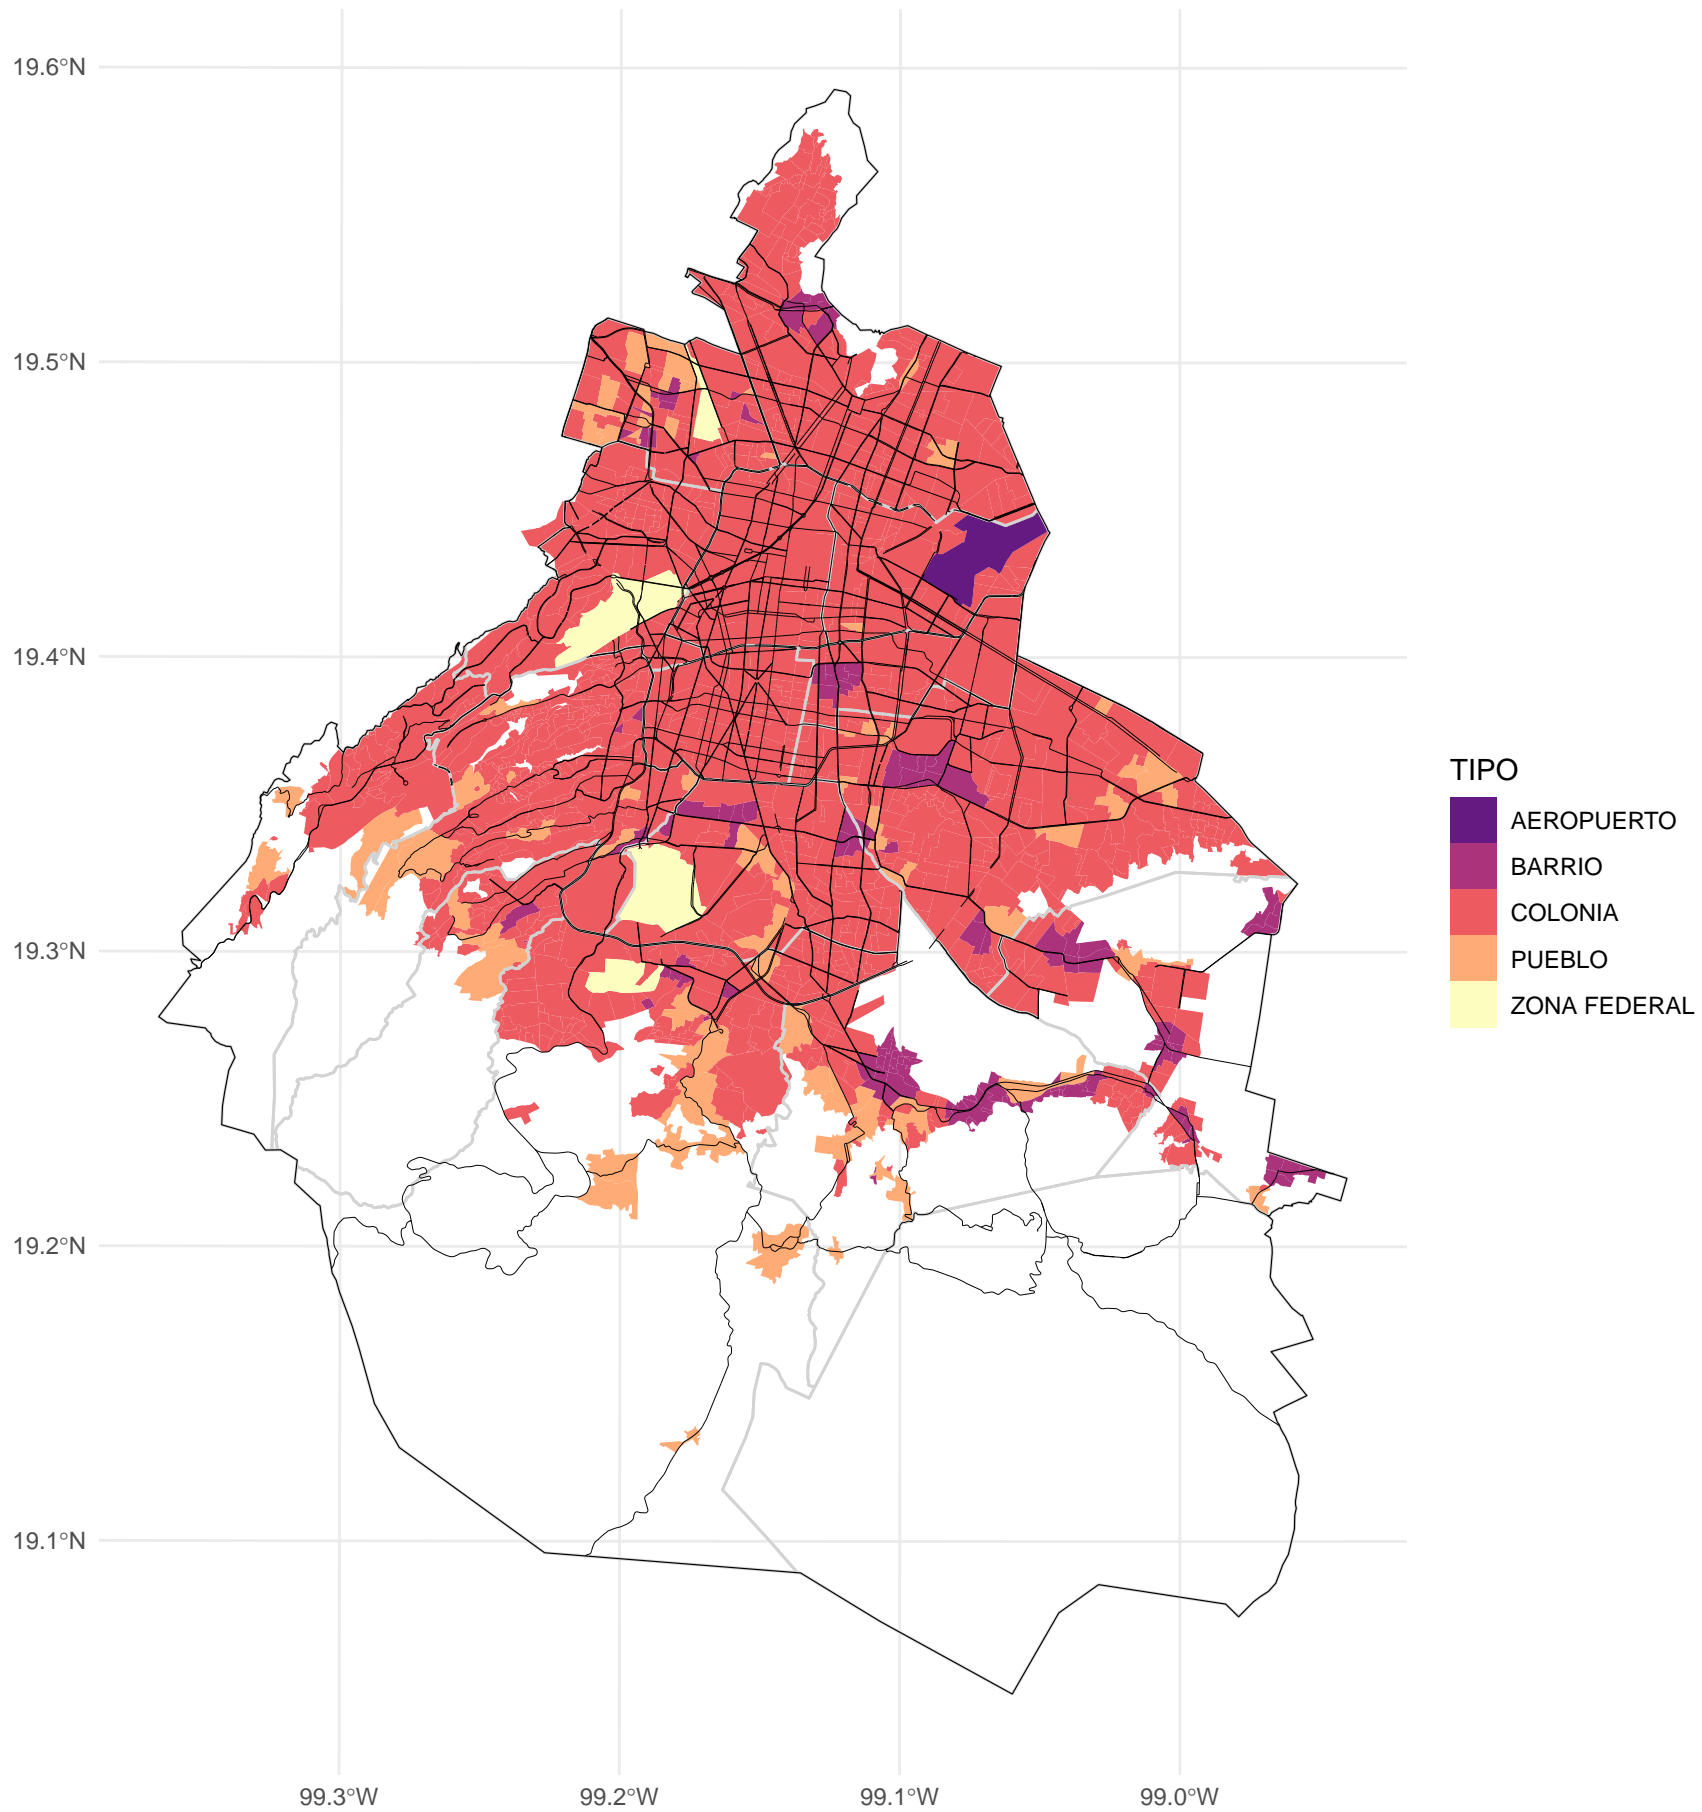 19.6°N
19.5°N
19.4°N
19.3°N
19.2°N
19.1°N
99.3°W
99.2°W
99.1°W
99.0°W
TIPO
AEROPUERTO
BARRIO
COLONIA
PUEBLO
ZONA FEDERAL